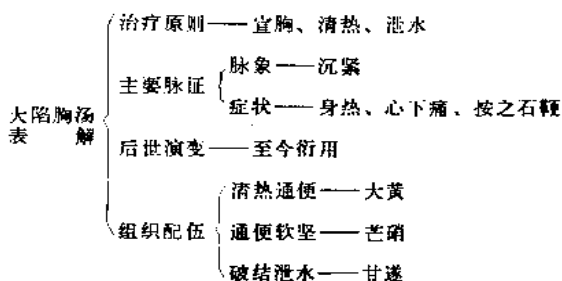 治疗原则——宣胸、清热、泄水
主要脉证
脉象——沉紧
症状——身热、心下痛、按之石鞕
大陷胸汤
表解
后世演变——至今衍用
组织配伍
清热通便——大黄
通便软坚——芒硝
破结泄水——甘遂